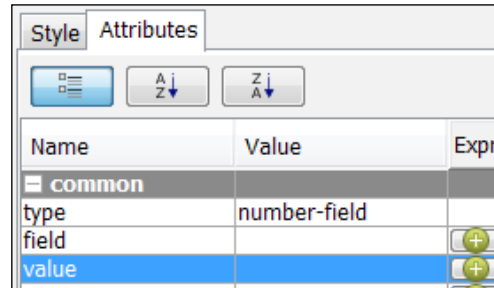 Style Attributes
A Z Z A
Name Value Expr
common
type number-field
field
value